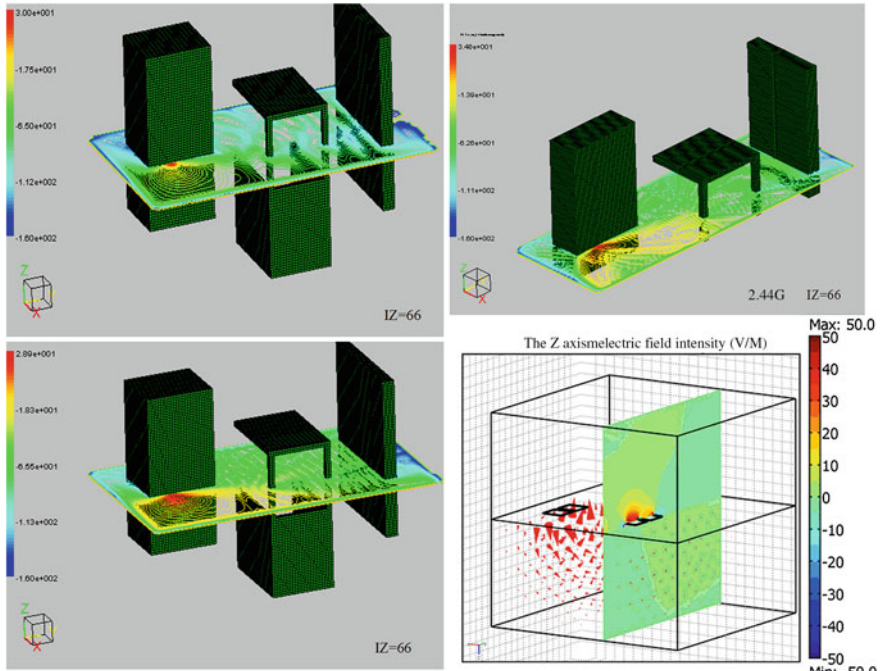 3.00e+001
-1.75e+001
-6.50e+001
-1.12e+002
-1.60e+002
Z
X
IZ=66
3.40e+001
-1.39e+001
-6.26e+001
-1.11e+002
-1.60e+002
Z
X
2.44G IZ=66
2.89e+001
-1.83e+001
-6.55e+001
-1.13e+002
-1.60e+002
Z
X
IZ=66
The Z axismelectric field intensity (V/M)
Max: 50.0
50
40
30
20
10
0
-10
-20
-30
-40
-50